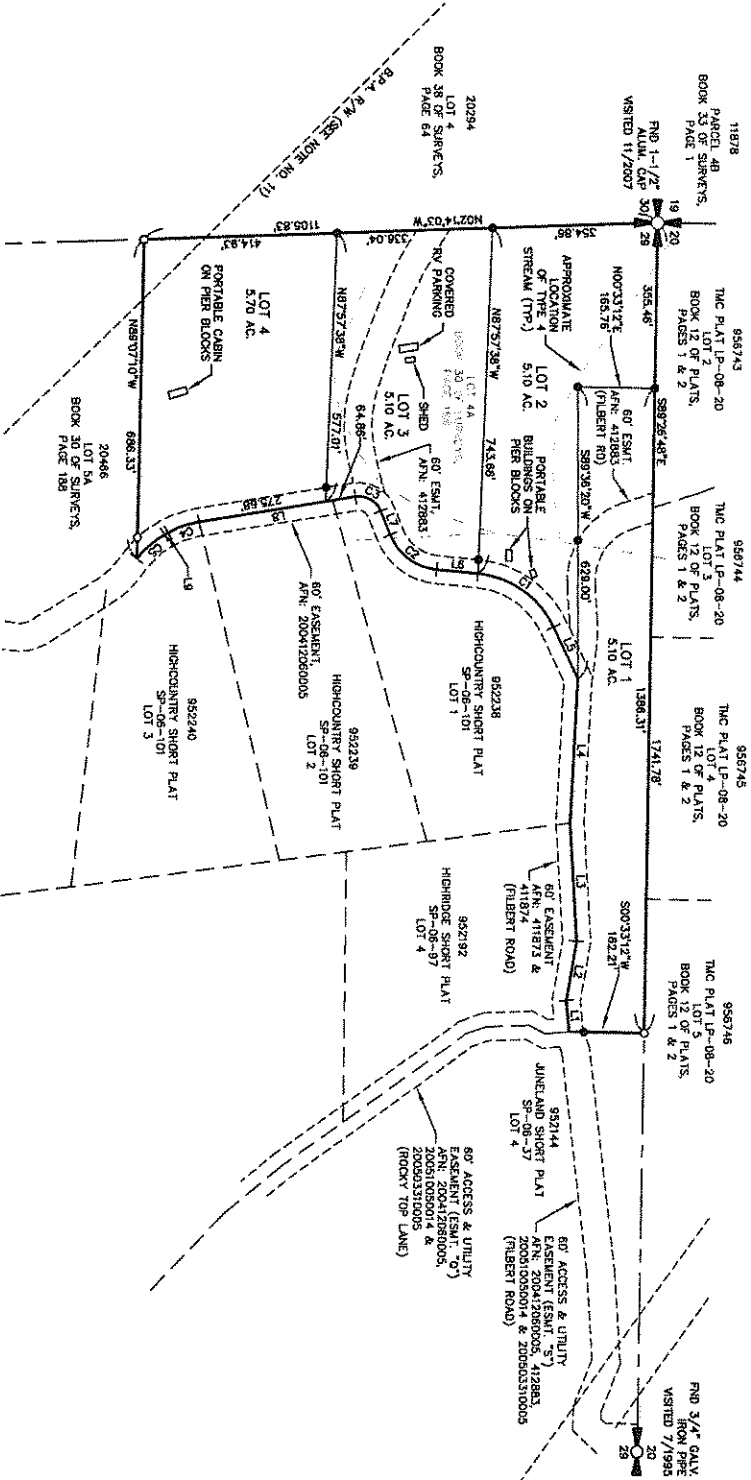 11878
PARCEL 4B
BOOK 33 OF SURVEYS,
PAGE 1
956743
TMC PLAT LP-08-20
LOT 2
BOOK 12 OF PLATS,
PAGES 1 & 2
956744
TMC PLAT LP-08-20
LOT 3
BOOK 12 OF PLATS,
PAGES 1 & 2
956745
TMC PLAT LP-08-20
LOT 4
BOOK 12 OF PLATS,
PAGES 1 & 2
956746
TMC PLAT LP-08-20
LOT 5
BOOK 12 OF PLATS,
PAGES 1 & 2
FND 3/4" GALV.
IRON PIPE
VISITED 7/1995
20
29
FND 1-1/2"
ALUM. CAP
VISITED 11/2007
19
20
30
29
355.46'
S89°26'48"E
1741.78'
1386.31'
N00°33'12"E
165.76'
60' ESMT.
AFN: 412883
(FILBERT RD)
S00°33'12"W
182.21'
354.86'
APPROXIMATE
LOCATION
OF TYPE 4
STREAM (TYP.)
S89°36'20"W
629.00'
LOT 1
5.10 AC.
LOT 2
5.10 AC.
PORTABLE
BUILDINGS ON
PIER BLOCKS
L5
L4
L3
L2
L1
C1
60' EASEMENT
AFN: 411873 &
411874
(FILBERT ROAD)
952144
JUNELAND SHORT PLAT
SP-06-37
LOT 4
60' ACCESS & UTILITY
EASEMENT (ESMT. "S")
AFN: 200412060005, 412883,
200510050014 & 200503310005
(FILBERT ROAD)
20294
LOT 4
BOOK 38 OF SURVEYS,
PAGE 64
N02°14'03"W
1105.83'
336.04'
N87°57'38"W
743.66'
LOT 4A
BOOK 30 OF SURVEYS,
COVERED
RV PARKING
SHED
LOT 3
5.10 AC.
60' ESMT,
AFN: 412883
L6
C2
L7
C3
952238
HIGHCOUNTRY SHORT PLAT
SP-06-101
LOT 1
952192
HIGHRIDGE SHORT PLAT
SP-06-97
LOT 4
60' ACCESS & UTILITY
EASEMENT (ESMT. "Q")
AFN: 200412060005,
200510050014 &
200503310005
(ROCKY TOP LANE)
B.P.A. R/W (SEE NOTE NO. 11)
N87°57'38"W
577.01'
64.86'
414.93'
LOT 4
5.70 AC.
PORTABLE CABIN
ON PIER BLOCKS
275.68'
L8
60' EASEMENT,
AFN: 200412060005
952239
HIGHCOUNTRY SHORT PLAT
SP-06-101
LOT 2
N89°07'10"W
686.33'
C4
C5
L9
952240
HIGHCOUNTRY SHORT PLAT
SP-06-101
LOT 3
20466
LOT 5A
BOOK 30 OF SURVEYS,
PAGE 188